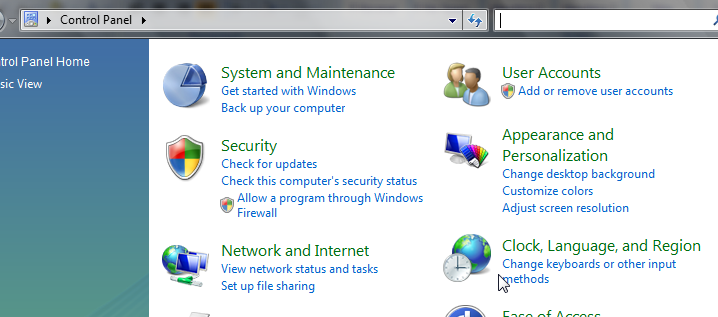 Control Panel
ntrol Panel Home
ssic View
System and Maintenance
Get started with Windows
Back up your computer
Security
Check for updates
Check this computer's security status
Allow a program through Windows
Firewall
Network and Internet
View network status and tasks
Set up file sharing
User Accounts
Add or remove user accounts
Appearance and
Personalization
Change desktop background
Customize colors
Adjust screen resolution
Clock, Language, and Region
Change keyboards or other input
methods
Ease of Access